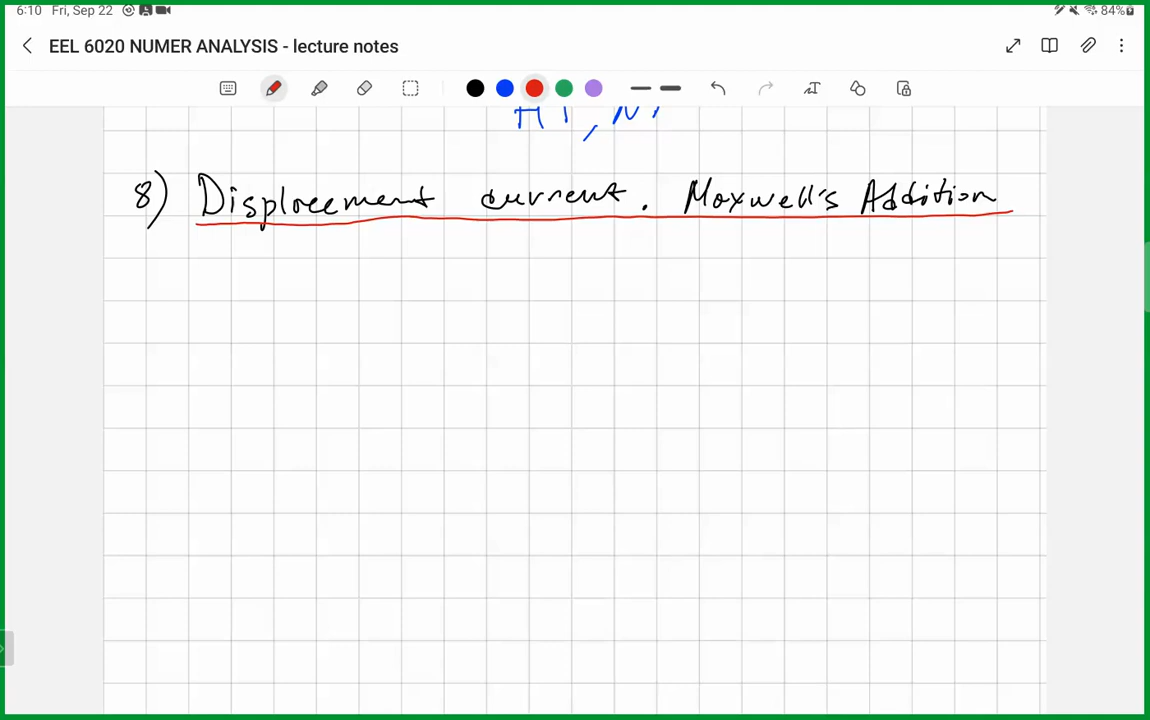 6:10 Fri, Sep 22 84%
EEL 6020 NUMER ANALYSIS - lecture notes
8) Displacement current. Maxwell's Addition